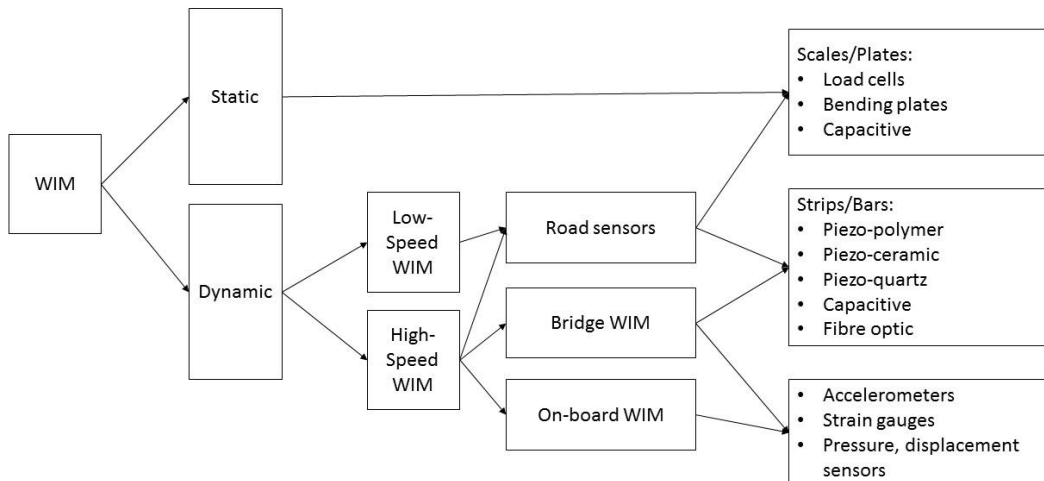 WIM
Static
Dynamic
Low-
Speed
WIM
High-
Speed
WIM
Road sensors
Bridge WIM
On-board WIM
Scales/Plates:
• Load cells
• Bending plates
• Capacitive
Strips/Bars:
• Piezo-polymer
• Piezo-ceramic
• Piezo-quartz
• Capacitive
• Fibre optic
• Accelerometers
• Strain gauges
• Pressure, displacement
sensors